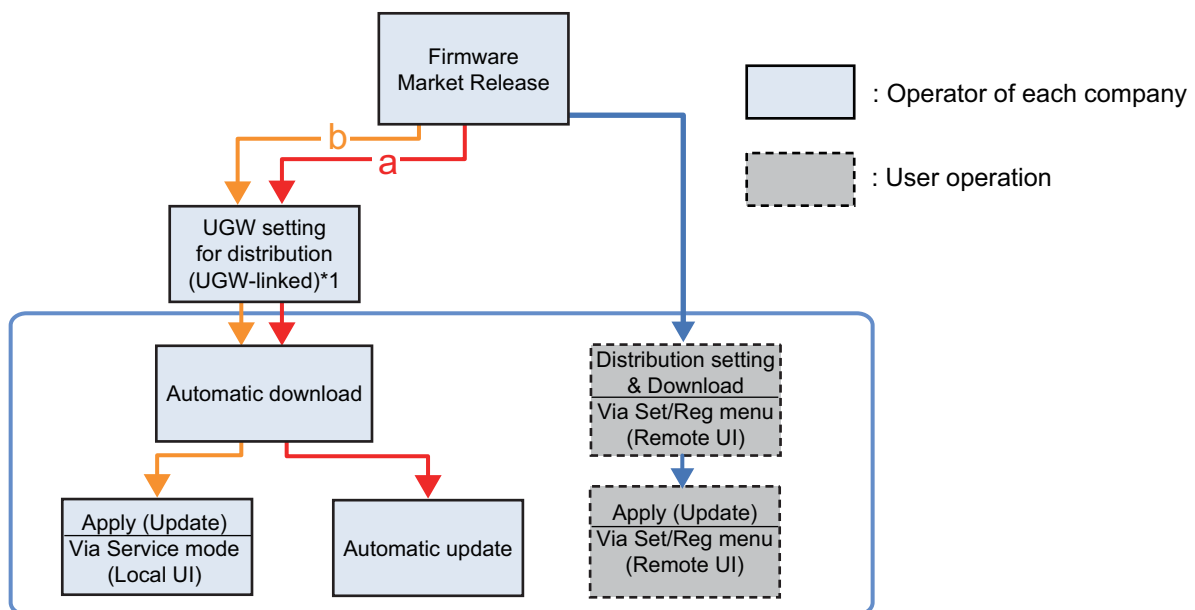 Firmware
Market Release
: Operator of each company
b
a
: User operation
UGW setting
for distribution
(UGW-linked)*1
Automatic download
Distribution setting
& Download
Via Set/Reg menu
(Remote UI)
Apply (Update)
Via Service mode
(Local UI)
Automatic update
Apply (Update)
Via Set/Reg menu
(Remote UI)